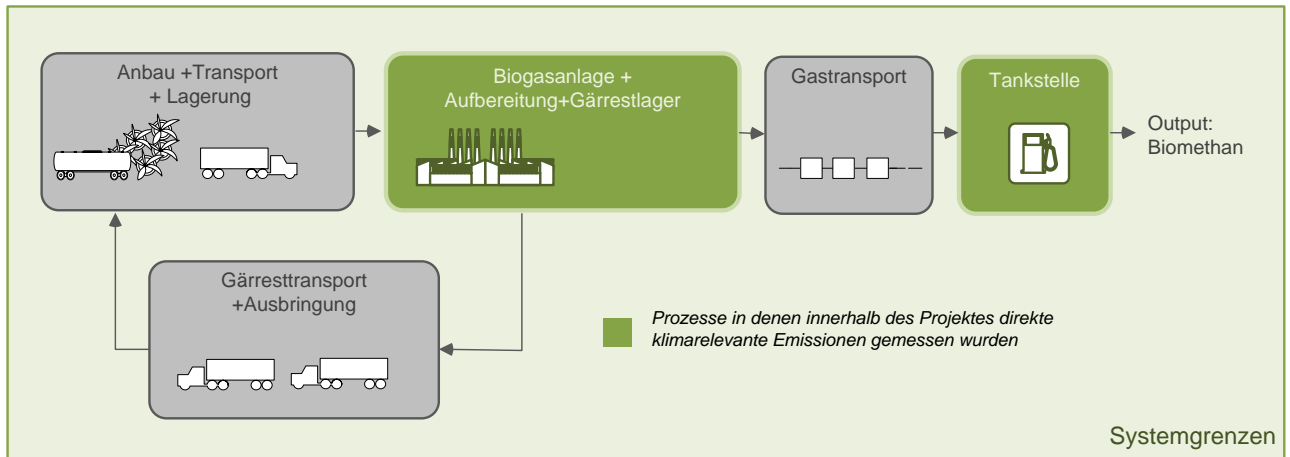 Anbau +Transport
+ Lagerung
Biogasanlage +
Aufbereitung+Gärrestlager
Gastransport
Tankstelle
Output:
Biomethan
Gärresttransport
+Ausbringung
Prozesse in denen innerhalb des Projektes direkte
klimarelevante Emissionen gemessen wurden
Systemgrenzen